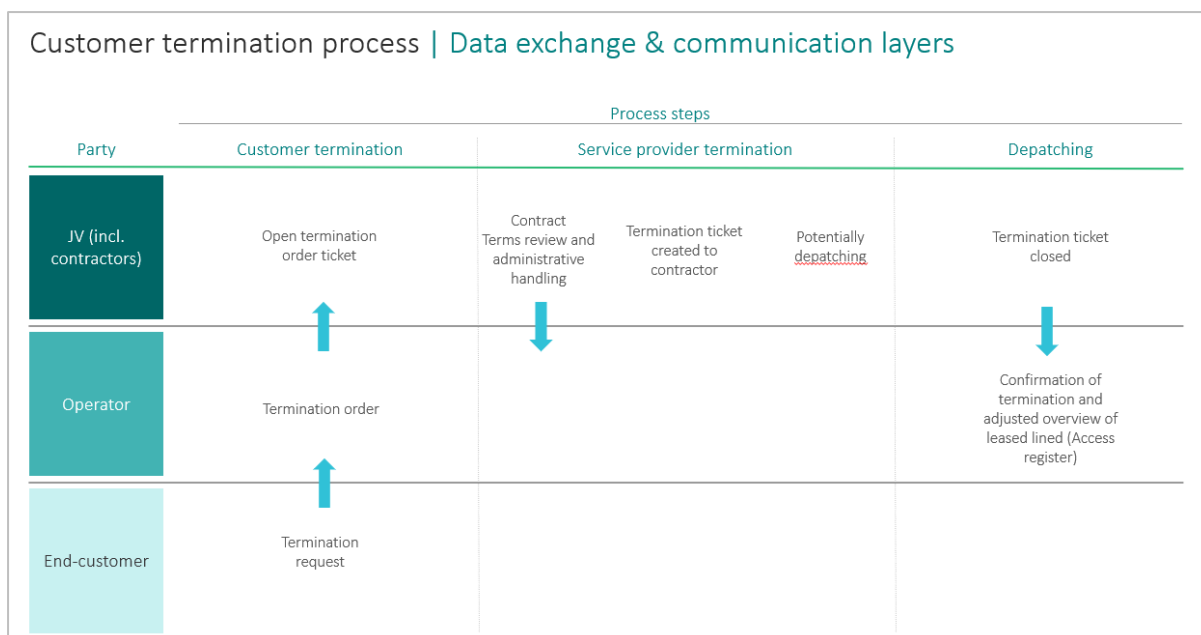 Customer termination process | Data exchange & communication layers
Process steps
Party
Customer termination
Service provider termination
Depatching
JV (incl.
contractors)
Open termination
order ticket
Contract
Terms review and
administrative
handling
Termination ticket
created to
contractor
Potentially
depatching
Termination ticket
closed
Operator
Termination order
Confirmation of
termination and
adjusted overview of
leased lined (Access
register)
End-customer
Termination
request